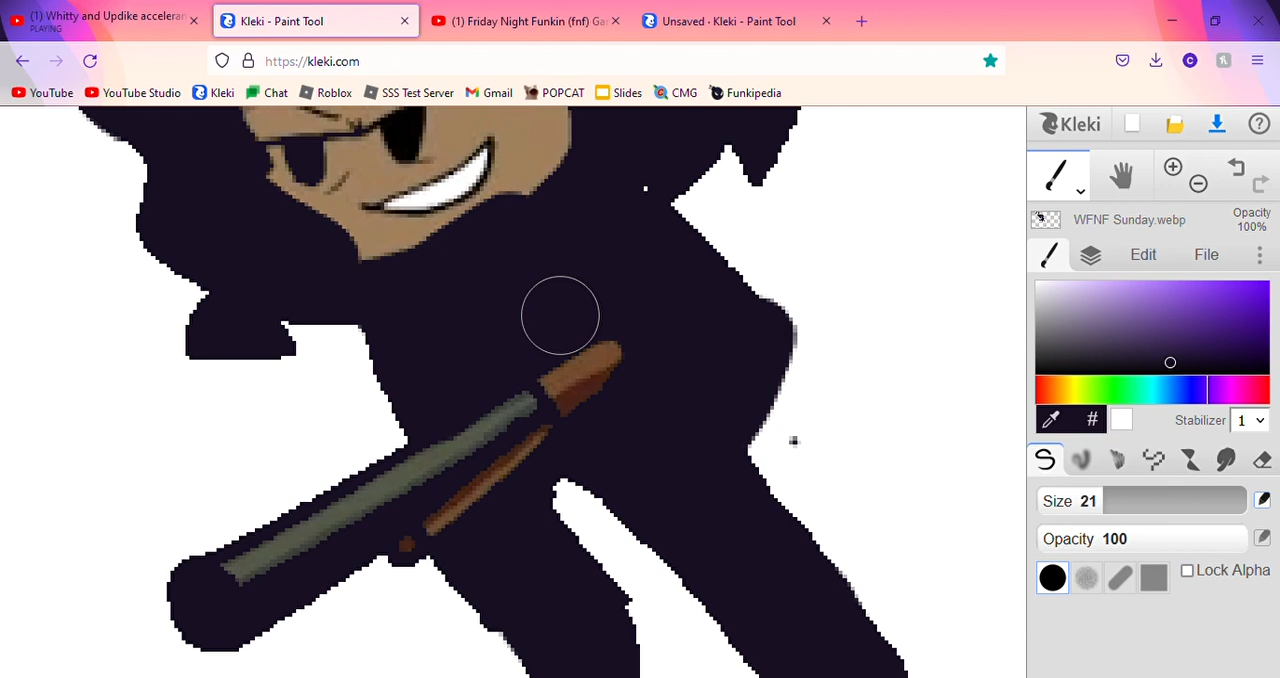 (1) Whitty and Updike acceleran
PLAYING
Kleki - Paint Tool
(1) Friday Night Funkin (fnf) Ga
Unsaved · Kleki - Paint Tool
https://kleki.com
YouTube YouTube Studio Kleki Chat Roblox SSS Test Server Gmail POPCAT Slides CMG Funkipedia
Kleki
WFNF Sunday.webp
Opacity
100%
Edit File
# Stabilizer 1
Size 21
Opacity 100
Lock Alpha